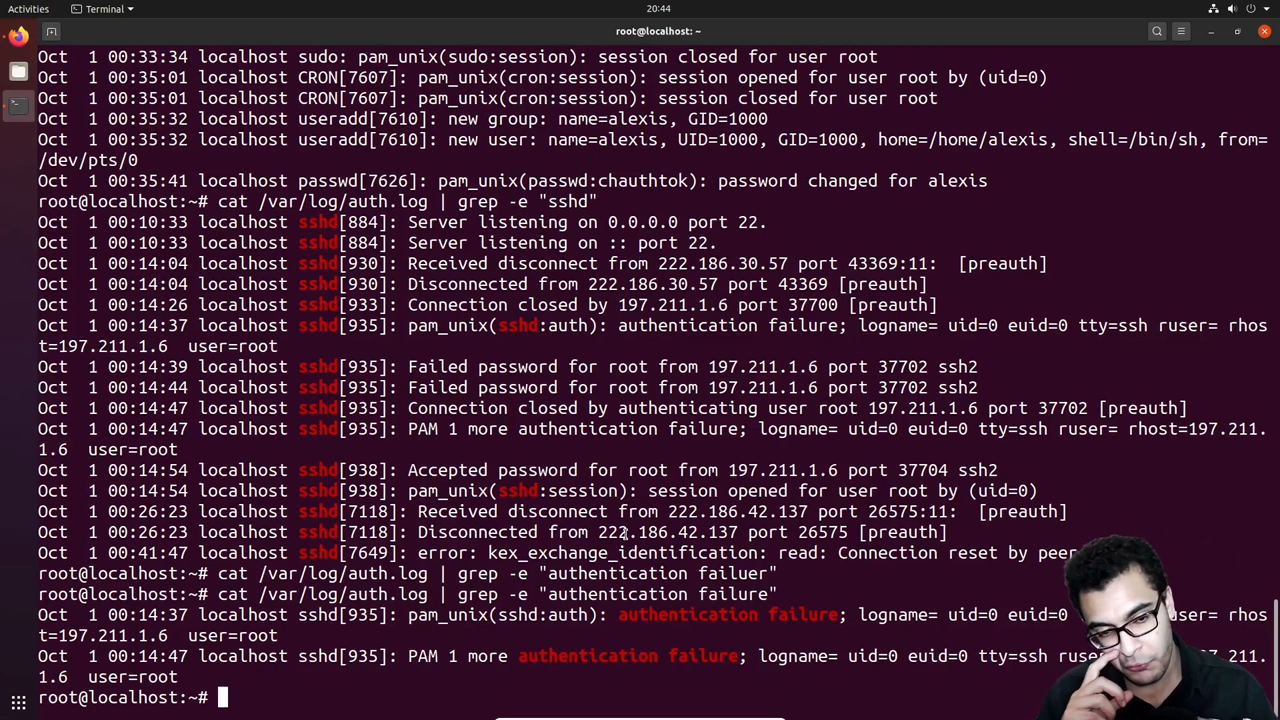 Activities
Terminal
20:44
root@localhost: ~
Oct  1 00:33:34 localhost sudo: pam_unix(sudo:session): session closed for user root
Oct  1 00:35:01 localhost CRON[7607]: pam_unix(cron:session): session opened for user root by (uid=0)
Oct  1 00:35:01 localhost CRON[7607]: pam_unix(cron:session): session closed for user root
Oct  1 00:35:32 localhost useradd[7610]: new group: name=alexis, GID=1000
Oct  1 00:35:32 localhost useradd[7610]: new user: name=alexis, UID=1000, GID=1000, home=/home/alexis, shell=/bin/sh, from=
/dev/pts/0
Oct  1 00:35:41 localhost passwd[7626]: pam_unix(passwd:chauthtok): password changed for alexis
root@localhost:~# cat /var/log/auth.log | grep -e "sshd"
Oct  1 00:10:33 localhost sshd[884]: Server listening on 0.0.0.0 port 22.
Oct  1 00:10:33 localhost sshd[884]: Server listening on :: port 22.
Oct  1 00:14:04 localhost sshd[930]: Received disconnect from 222.186.30.57 port 43369:11:  [preauth]
Oct  1 00:14:04 localhost sshd[930]: Disconnected from 222.186.30.57 port 43369 [preauth]
Oct  1 00:14:26 localhost sshd[933]: Connection closed by 197.211.1.6 port 37700 [preauth]
Oct  1 00:14:37 localhost sshd[935]: pam_unix(sshd:auth): authentication failure; logname= uid=0 euid=0 tty=ssh ruser= rhos
t=197.211.1.6  user=root
Oct  1 00:14:39 localhost sshd[935]: Failed password for root from 197.211.1.6 port 37702 ssh2
Oct  1 00:14:44 localhost sshd[935]: Failed password for root from 197.211.1.6 port 37702 ssh2
Oct  1 00:14:47 localhost sshd[935]: Connection closed by authenticating user root 197.211.1.6 port 37702 [preauth]
Oct  1 00:14:47 localhost sshd[935]: PAM 1 more authentication failure; logname= uid=0 euid=0 tty=ssh ruser= rhost=197.211.
1.6  user=root
Oct  1 00:14:54 localhost sshd[938]: Accepted password for root from 197.211.1.6 port 37704 ssh2
Oct  1 00:14:54 localhost sshd[938]: pam_unix(sshd:session): session opened for user root by (uid=0)
Oct  1 00:26:23 localhost sshd[7118]: Received disconnect from 222.186.42.137 port 26575:11:  [preauth]
Oct  1 00:26:23 localhost sshd[7118]: Disconnected from 222.186.42.137 port 26575 [preauth]
Oct  1 00:41:47 localhost sshd[7649]: error: kex_exchange_identification: read: Connection reset by peer
root@localhost:~# cat /var/log/auth.log | grep -e "authentication failuer"
root@localhost:~# cat /var/log/auth.log | grep -e "authentication failure"
Oct  1 00:14:37 localhost sshd[935]: pam_unix(sshd:auth): authentication failure; logname= uid=0 euid=0 = rhos
t=197.211.1.6  user=root
Oct  1 00:14:47 localhost sshd[935]: PAM 1 more authentication failure; logname= uid=0 euid=0 tty=ssh 211.
1.6  user=root
root@localhost:~#